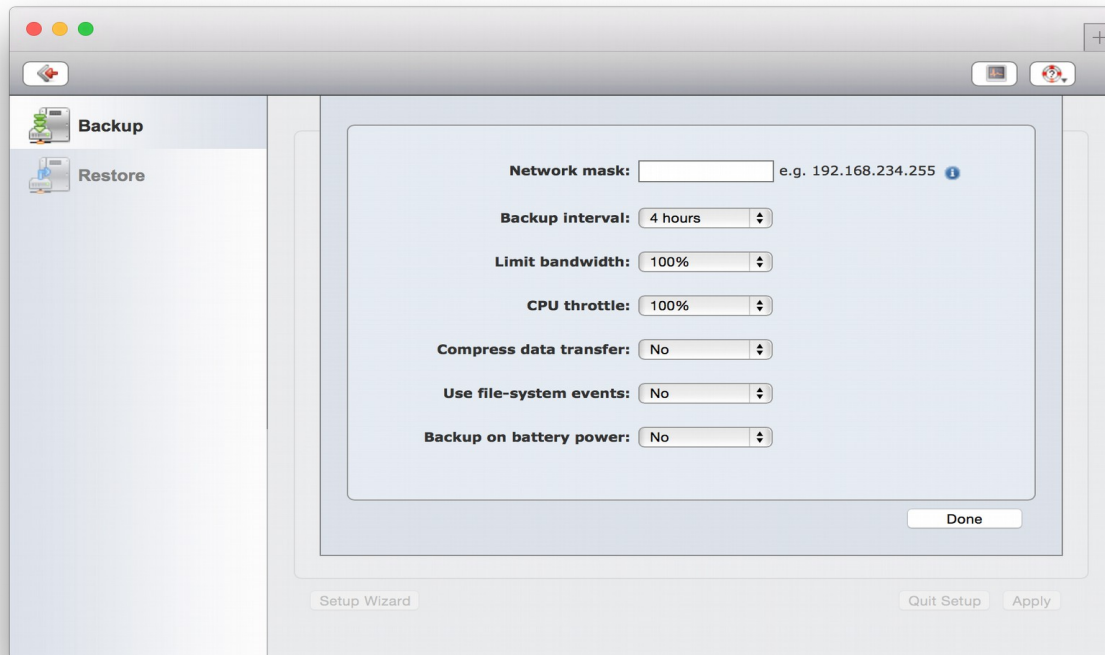 Backup
Restore
Network mask: e.g. 192.168.234.255
Backup interval: 4 hours
Limit bandwidth: 100%
CPU throttle: 100%
Compress data transfer: No
Use file-system events: No
Backup on battery power: No
Done
Setup Wizard Quit Setup Apply